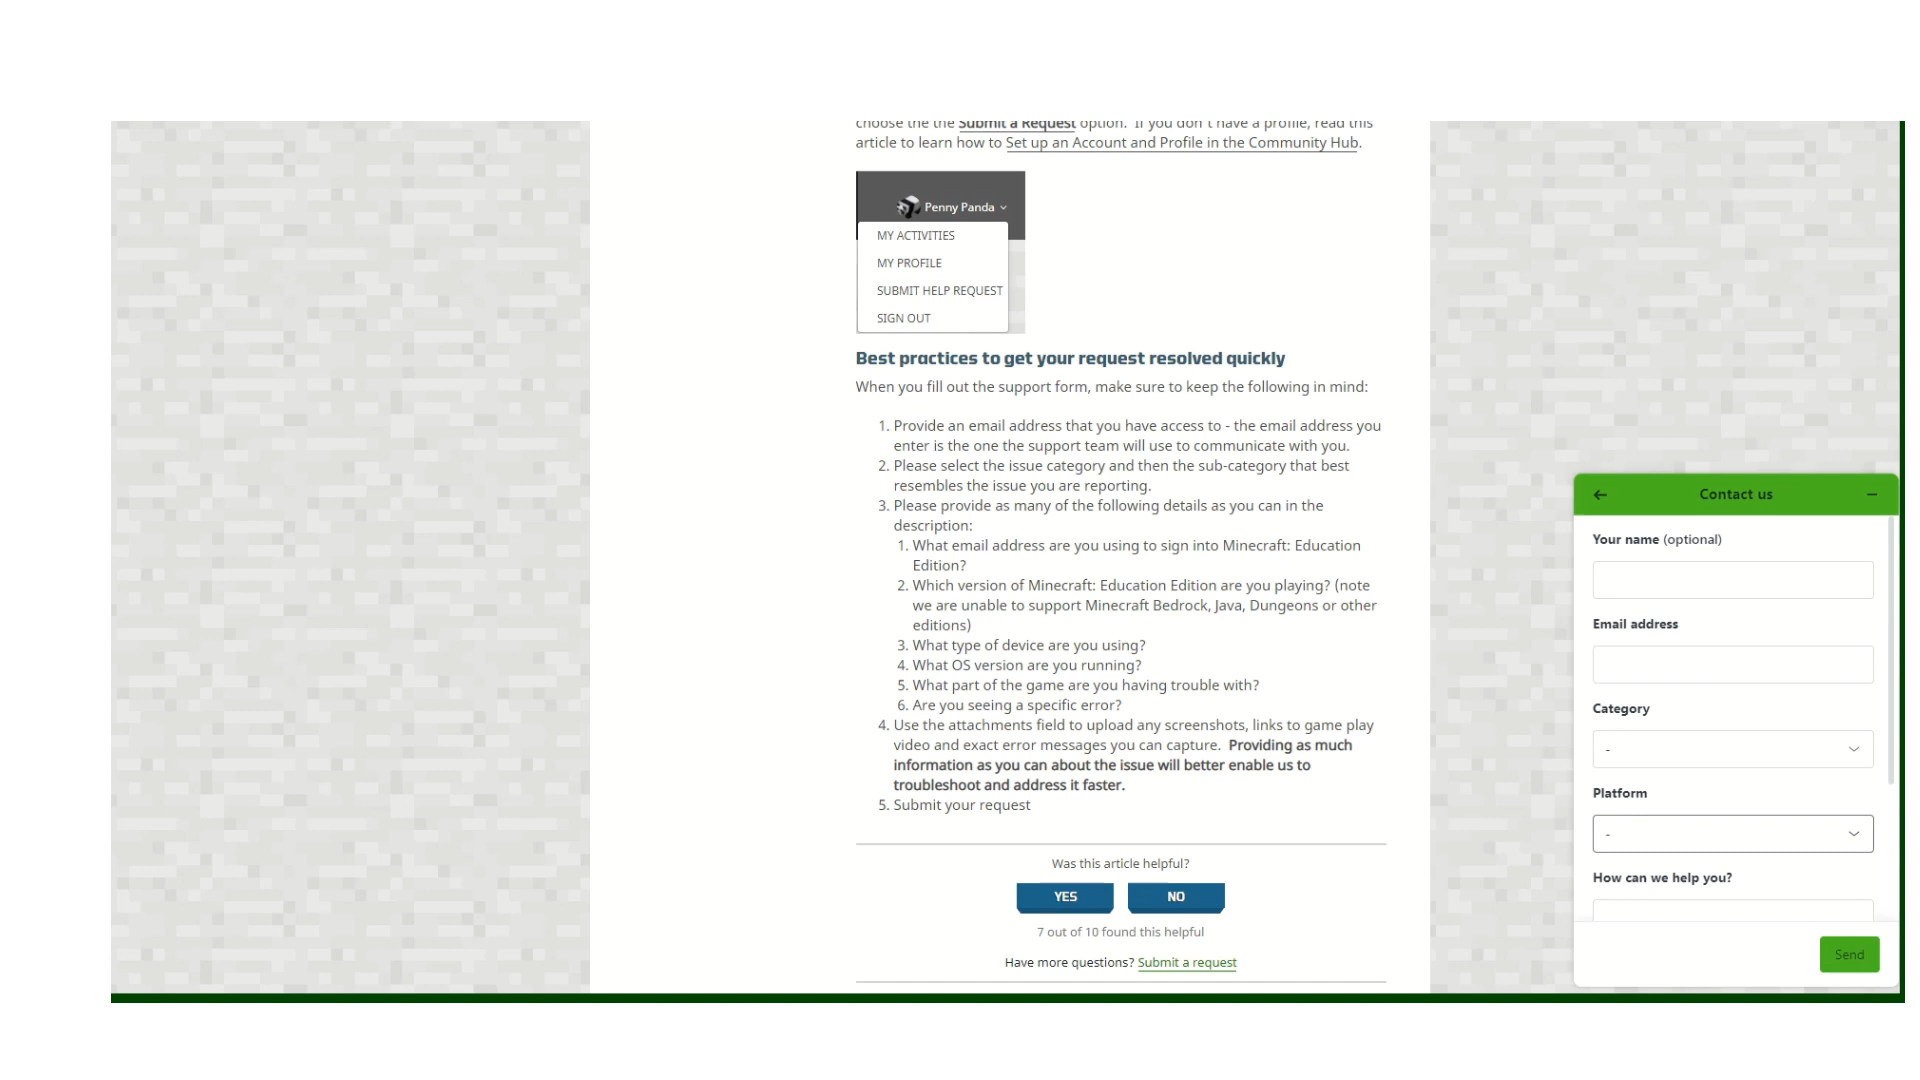 choose the the Submit a Request option. If you don't have a profile, read this
article to learn how to Set up an Account and Profile in the Community Hub.
Penny Panda
MY ACTIVITIES
MY PROFILE
SUBMIT HELP REQUEST
SIGN OUT
Best practices to get your request resolved quickly
When you fill out the support form, make sure to keep the following in mind:
1. Provide an email address that you have access to - the email address you
enter is the one the support team will use to communicate with you.
2. Please select the issue category and then the sub-category that best
resembles the issue you are reporting.
3. Please provide as many of the following details as you can in the
description:
1. What email address are you using to sign into Minecraft: Education
Edition?
2. Which version of Minecraft: Education Edition are you playing? (note
we are unable to support Minecraft Bedrock, Java, Dungeons or other
editions)
3. What type of device are you using?
4. What OS version are you running?
5. What part of the game are you having trouble with?
6. Are you seeing a specific error?
4. Use the attachments field to upload any screenshots, links to game play
video and exact error messages you can capture. Providing as much
information as you can about the issue will better enable us to
troubleshoot and address it faster.
5. Submit your request
Was this article helpful?
YES NO
7 out of 10 found this helpful
Have more questions? Submit a request
Contact us
Your name (optional)
Email address
Category
-
Platform
-
How can we help you?
Send